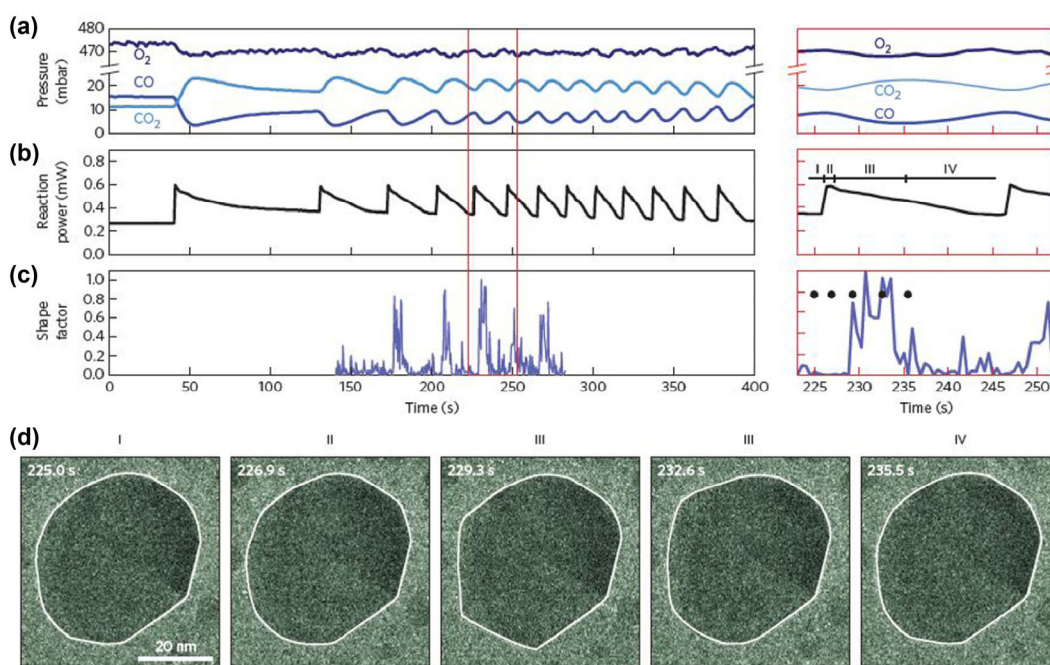 (a)
Pressure
(mbar)
480
470
20
10
0
O2
CO
CO2
O2
CO2
CO
(b)
Reaction
power (mW)
0.8
0.6
0.4
0.2
0.0
I II III IV
(c)
Shape
factor
1.0
0.8
0.6
0.4
0.2
0.0
0 50 100 150 200 250 300 350 400
Time (s)
225 230 235 240 245 250
Time (s)
(d)
I II III III IV
225.0 s 226.9 s 229.3 s 232.6 s 235.5 s
20 nm